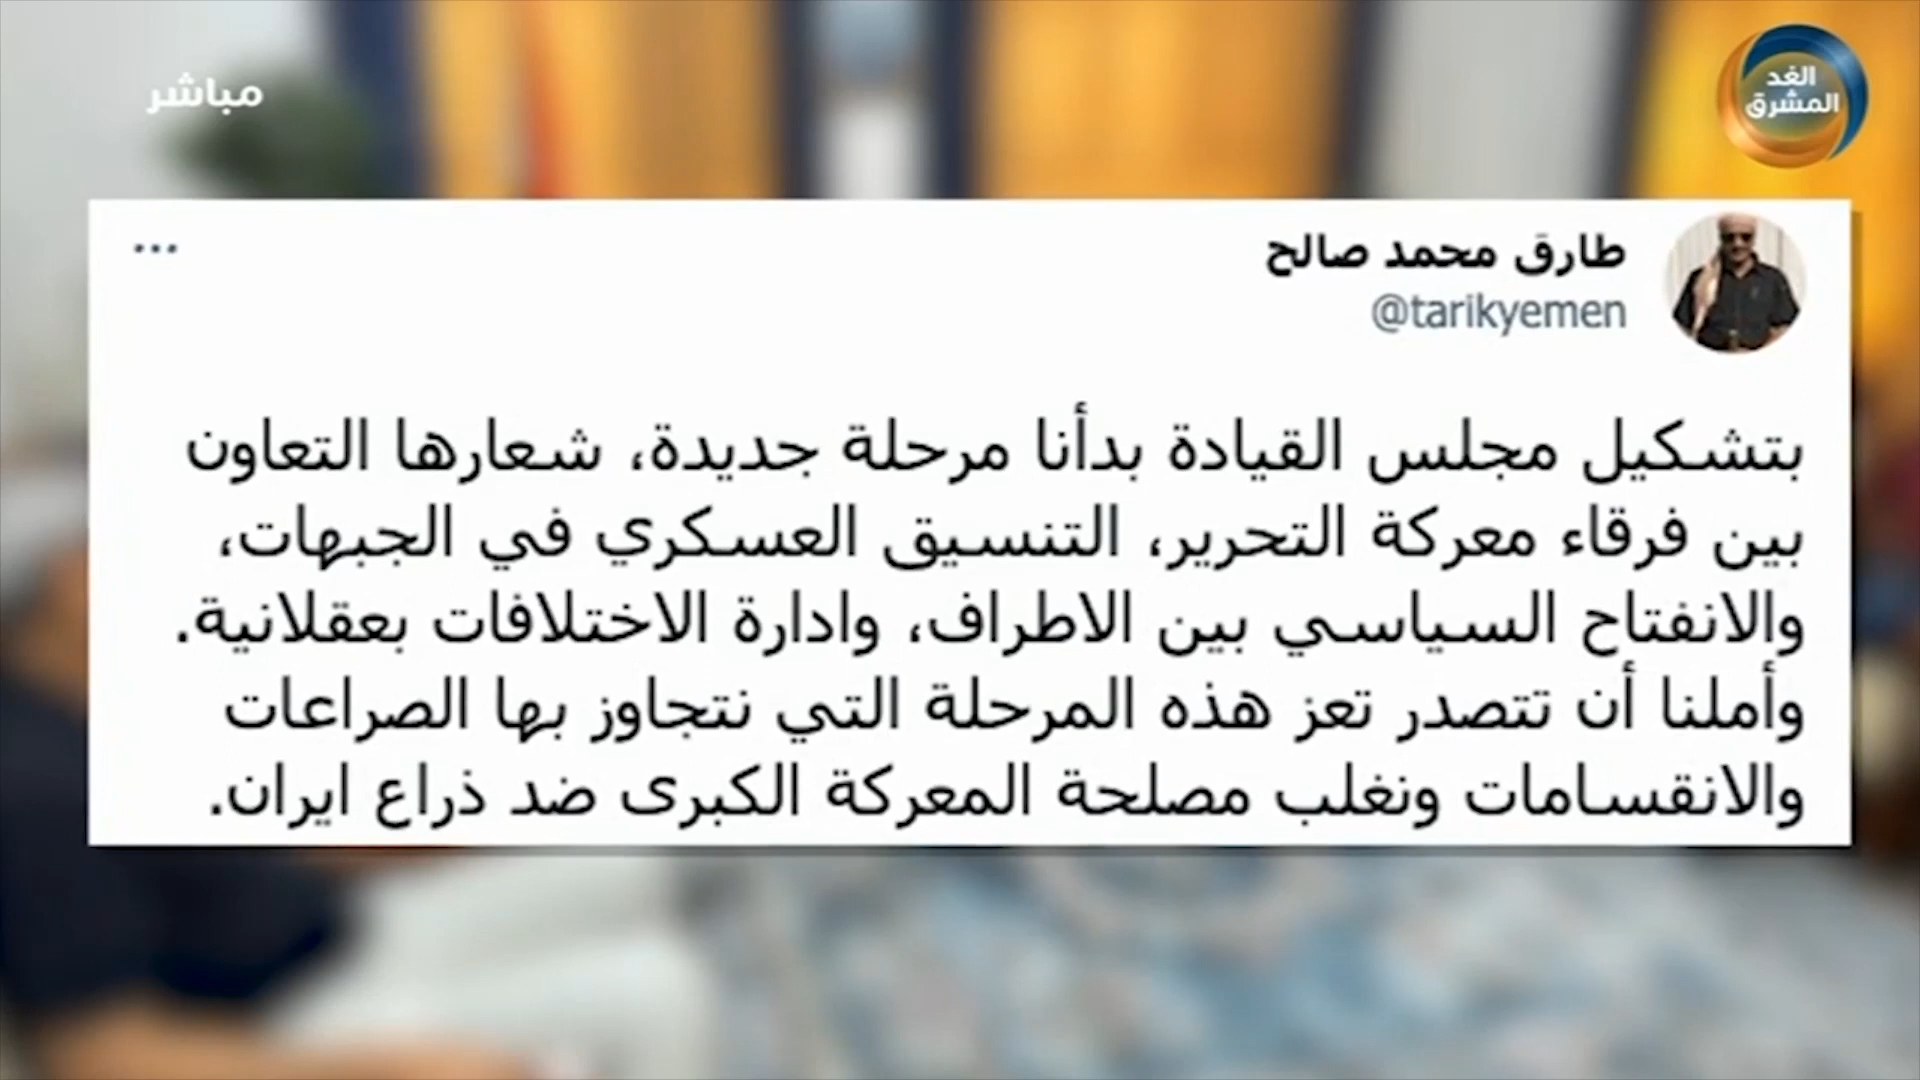 مباشر
الغد
المشرق
طارق محمد صالح
@tarikyemen
بتشكيل مجلس القيادة بدأنا مرحلة جديدة، شعارها التعاون
بين فرقاء معركة التحرير، التنسيق العسكري في الجبهات،
والانفتاح السياسي بين الاطراف، وادارة الاختلافات بعقلانية.
وأملنا أن تتصدر تعز هذه المرحلة التي نتجاوز بها الصراعات
والانقسامات ونغلب مصلحة المعركة الكبرى ضد ذراع ايران.